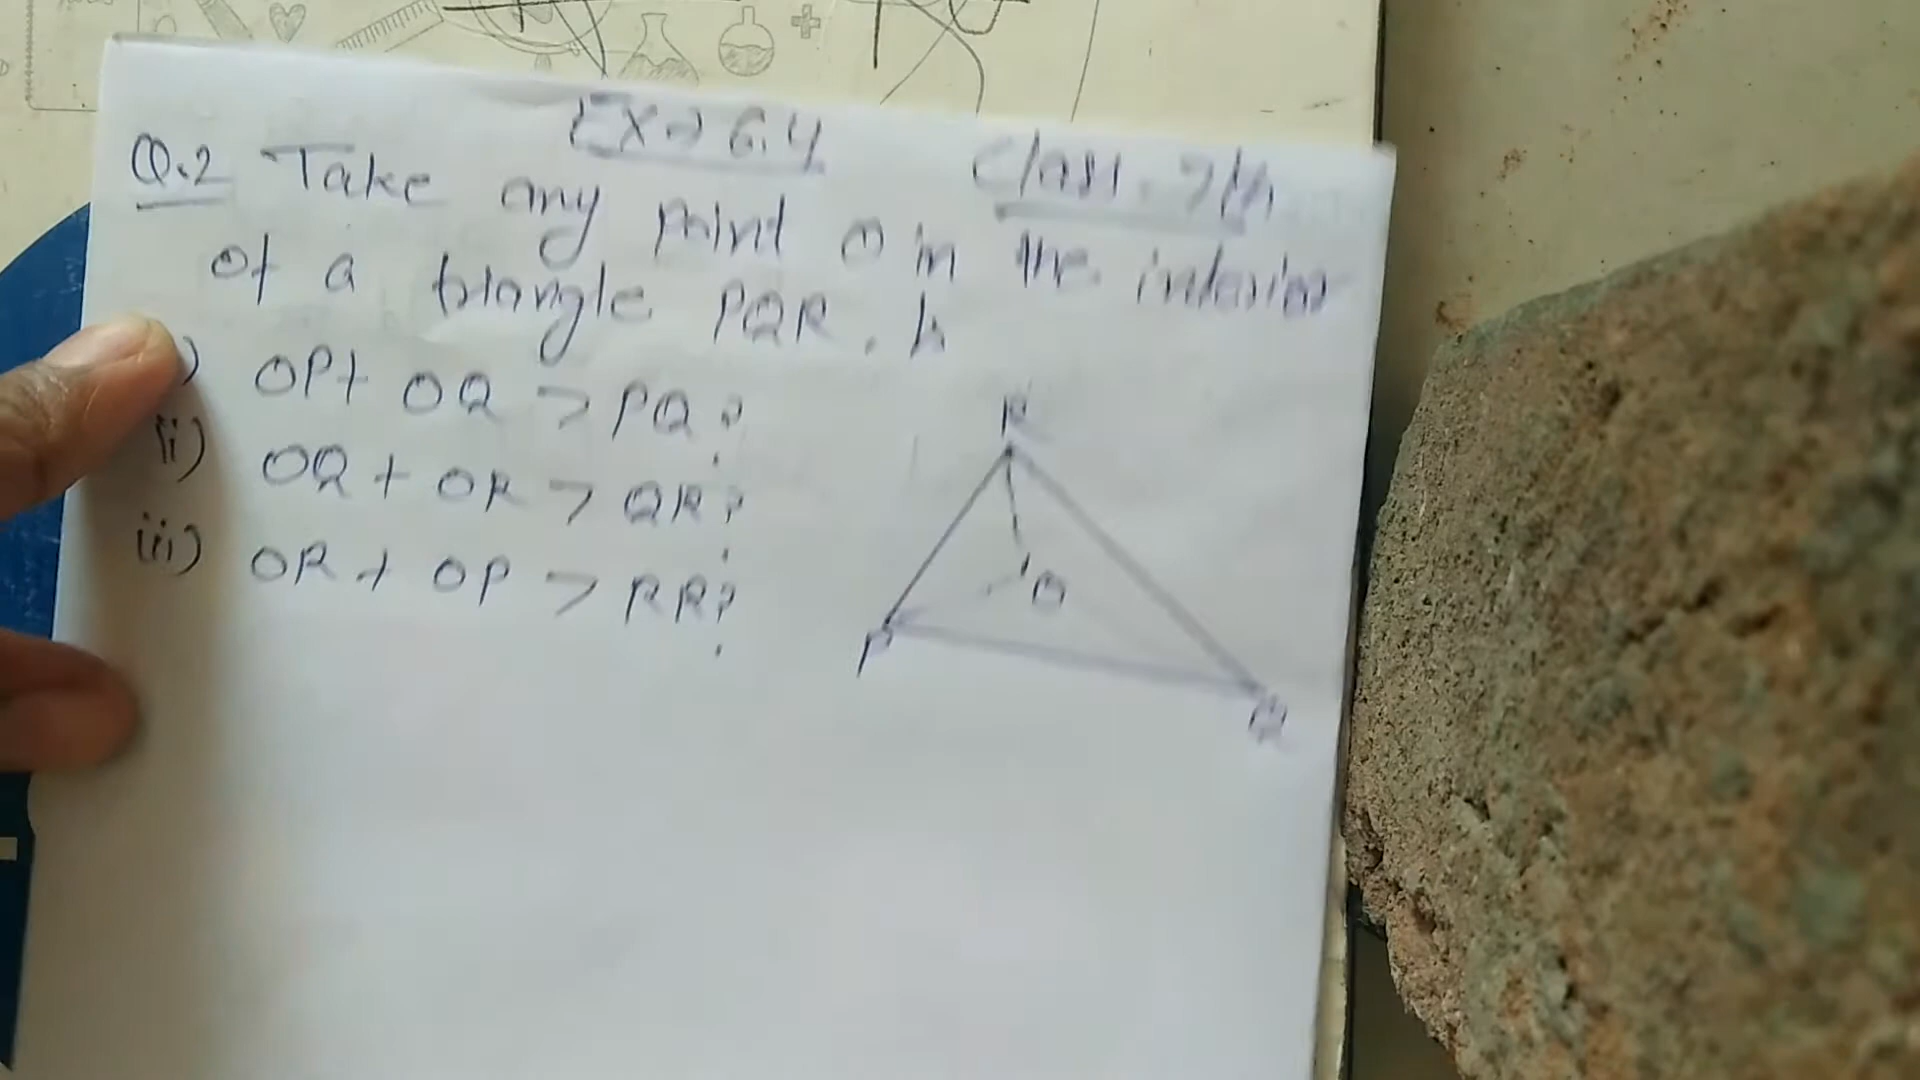 Ex→ 6.4
Class. 7th
Q.2 Take any point O in the interior
of a triangle PQR. Is
) OP + OQ > PQ?
ii) OQ + OR > QR?
iii) OR + OP > RP?
R
O
P
Q